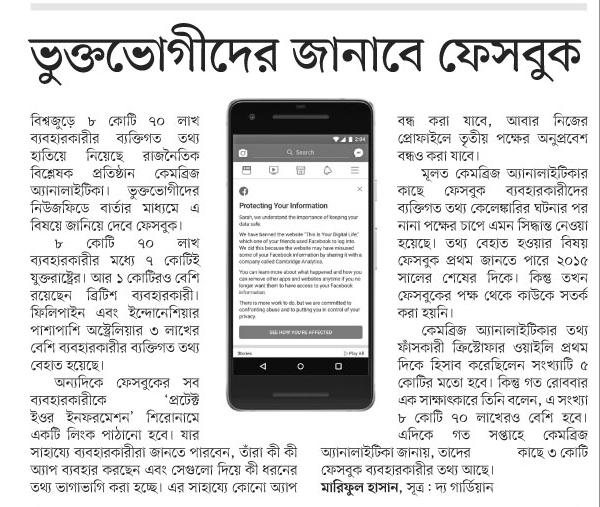 ভুক্তভোগীদের জানাবে ফেসবুক
বিশ্বজুড়ে ৮ কোটি ৭০ লাখ
ব্যবহারকারীর ব্যক্তিগত তথ্য
হাতিয়ে নিয়েছে রাজনৈতিক
বিশ্লেষক প্রতিষ্ঠান কেমব্রিজ
অ্যানালাইটিকা। ভুক্তভোগীদের
নিউজফিডে বার্তার মাধ্যমে এ
বিষয়ে জানিয়ে দেবে ফেসবুক।
৮ কোটি ৭০ লাখ
ব্যবহারকারীর মধ্যে ৭ কোটিই
যুক্তরাষ্ট্রের। আর ১ কোটিরও বেশি
রয়েছেন ব্রিটিশ ব্যবহারকারী।
ফিলিপাইন এবং ইন্দোনেশিয়ার
পাশাপাশি অস্ট্রেলিয়ার ৩ লাখের
বেশি ব্যবহারকারীর ব্যক্তিগত তথ্য
বেহাত হয়েছে।
অন্যদিকে ফেসবুকের সব
ব্যবহারকারীকে ‘প্রটেক্ট
ইওর ইনফরমেশন’ শিরোনামে
একটি লিংক পাঠানো হবে। যার
সাহায্যে ব্যবহারকারীরা জানতে পারবেন, তাঁরা কী কী
অ্যাপ ব্যবহার করছেন এবং সেগুলো দিয়ে কী ধরনের
তথ্য ভাগাভাগি করা হচ্ছে। এর সাহায্যে কোনো অ্যাপ
2:04
Search
Protecting Your Information
Sarah, we understand the importance of keeping your
data safe.
We have banned the website "This Is Your Digital Life,"
which one of your friends used Facebook to log into.
We did this because the website may have misused
some of your Facebook information by sharing it with a
company called Cambridge Analytica.
You can learn more about what happened and how you
can remove other apps and websites anytime if you no
longer want them to have access to your Facebook
information.
There is more work to do, but we are committed to
confronting abuse and to putting you in control of your
privacy.
SEE HOW YOU'RE AFFECTED
Stories
Play All
বন্ধ করা যাবে, আবার নিজের
প্রোফাইলে তৃতীয় পক্ষের অনুপ্রবেশ
বন্ধও করা যাবে।
মূলত কেমব্রিজ অ্যানালাইটিকার
কাছে ফেসবুক ব্যবহারকারীদের
ব্যক্তিগত তথ্য কেলেঙ্কারির ঘটনার পর
নানা পক্ষের চাপে এমন সিদ্ধান্ত নেওয়া
হয়েছে। তথ্য বেহাত হওয়ার বিষয়
ফেসবুক প্রথম জানতে পারে ২০১৫
সালের শেষের দিকে। কিন্তু তখন
ফেসবুকের পক্ষ থেকে কাউকে সতর্ক
করা হয়নি।
কেমব্রিজ অ্যানালাইটিকার তথ্য
ফাঁসকারী ক্রিস্টোফার ওয়াইলি প্রথম
দিকে হিসাব করেছিলেন সংখ্যাটি ৫
কোটির মতো হবে। কিন্তু গত রোববার
এক সাক্ষাৎকারে তিনি বলেন, এ সংখ্যা
৮ কোটি ৭০ লাখেরও বেশি হবে।
এদিকে গত সপ্তাহে কেমব্রিজ
অ্যানালাইটিকা জানায়, তাদের কাছে ৩ কোটি
ফেসবুক ব্যবহারকারীর তথ্য আছে।
মারিফুল হাসান, সূত্র : দ্য গার্ডিয়ান